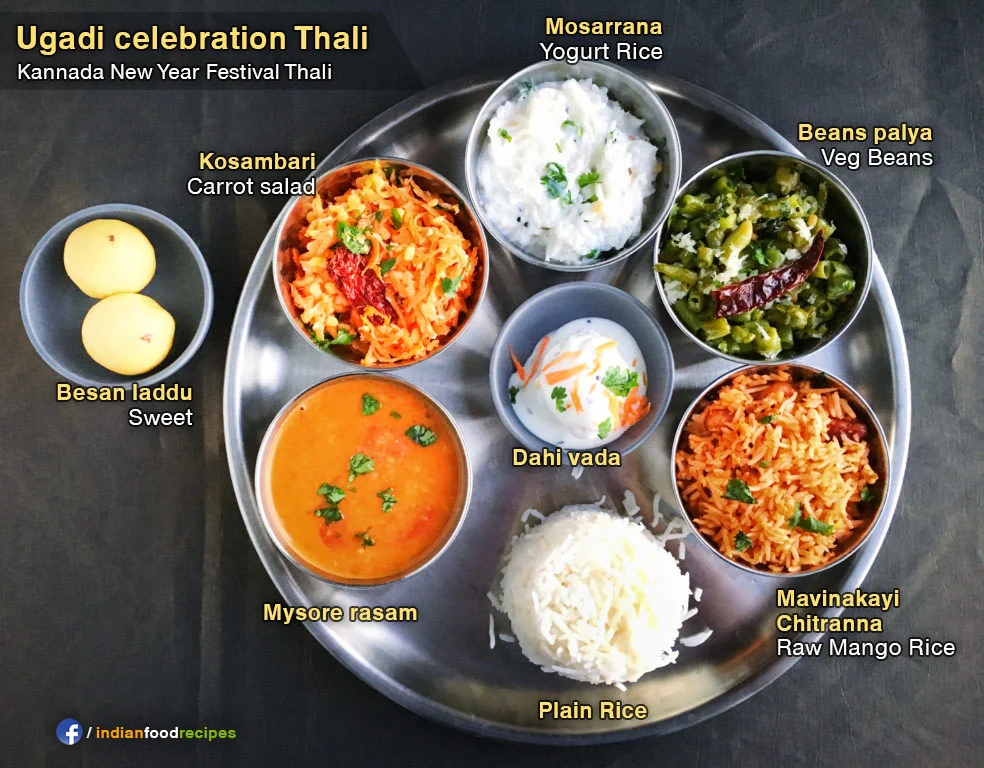 Ugadi celebration Thali
Kannada New Year Festival Thali
Mosarrana
Yogurt Rice
Beans palya
Veg Beans
Kosambari
Carrot salad
Besan laddu
Sweet
Dahi vada
Mysore rasam
Mavinakayi
Chitranna
Raw Mango Rice
Plain Rice
f / indianfoodrecipes